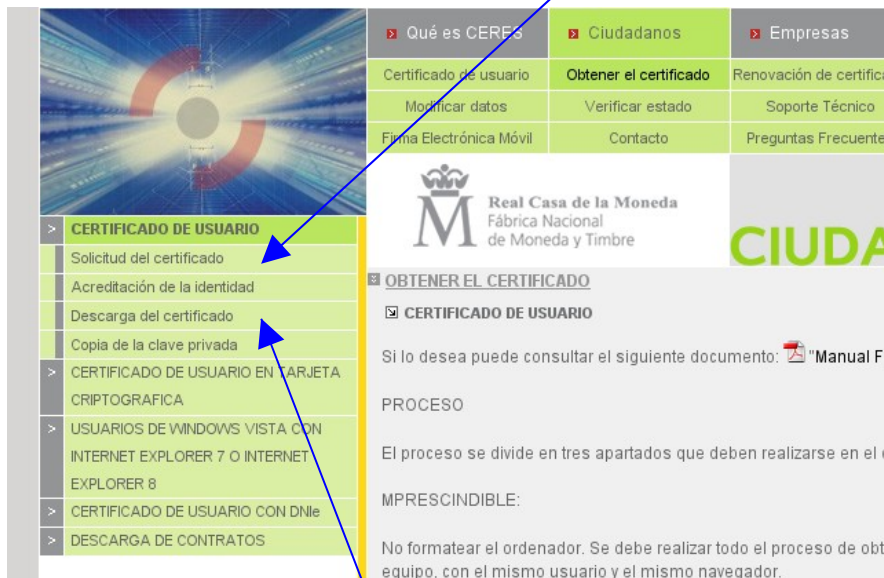 Qué es CERES
Ciudadanos
Empresas
Certificado de usuario
Obtener el certificado
Renovación de certifica
Modificar datos
Verificar estado
Soporte Técnico
Firma Electrónica Móvil
Contacto
Preguntas Frecuente
Real Casa de la Moneda
Fábrica Nacional
de Moneda y Timbre
CIUDA
> CERTIFICADO DE USUARIO
Solicitud del certificado
Acreditación de la identidad
Descarga del certificado
Copia de la clave privada
> CERTIFICADO DE USUARIO EN TARJETA
CRIPTOGRAFICA
> USUARIOS DE WINDOWS VISTA CON
INTERNET EXPLORER 7 O INTERNET
EXPLORER 8
> CERTIFICADO DE USUARIO CON DNIe
> DESCARGA DE CONTRATOS
OBTENER EL CERTIFICADO
CERTIFICADO DE USUARIO
Si lo desea puede consultar el siguiente documento: "Manual F
PROCESO
El proceso se divide en tres apartados que deben realizarse en el
MPRESCINDIBLE:
No formatear el ordenador. Se debe realizar todo el proceso de obt
equipo, con el mismo usuario y el mismo navegador.